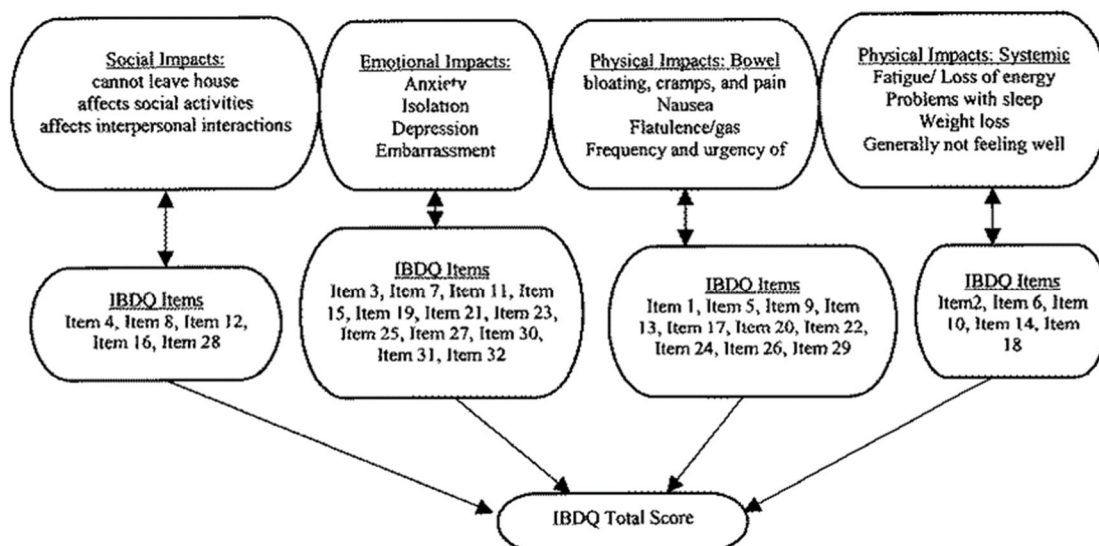 Social Impacts:
cannot leave house
affects social activities
affects interpersonal interactions
Emotional Impacts:
Anxiety
Isolation
Depression
Embarrassment
Physical Impacts: Bowel
bloating, cramps, and pain
Nausea
Flatulence/gas
Frequency and urgency of
Physical Impacts: Systemic
Fatigue/ Loss of energy
Problems with sleep
Weight loss
Generally not feeling well
IBDQ Items
Item 4, Item 8, Item 12,
Item 16, Item 28
IBDQ Items
Item 3, Item 7, Item 11, Item
15, Item 19, Item 21, Item 23,
Item 25, Item 27, Item 30,
Item 31, Item 32
IBDQ Items
Item 1, Item 5, Item 9, Item
13, Item 17, Item 20, Item 22,
Item 24, Item 26, Item 29
IBDQ Items
Item2, Item 6, Item
10, Item 14, Item
18
IBDQ Total Score